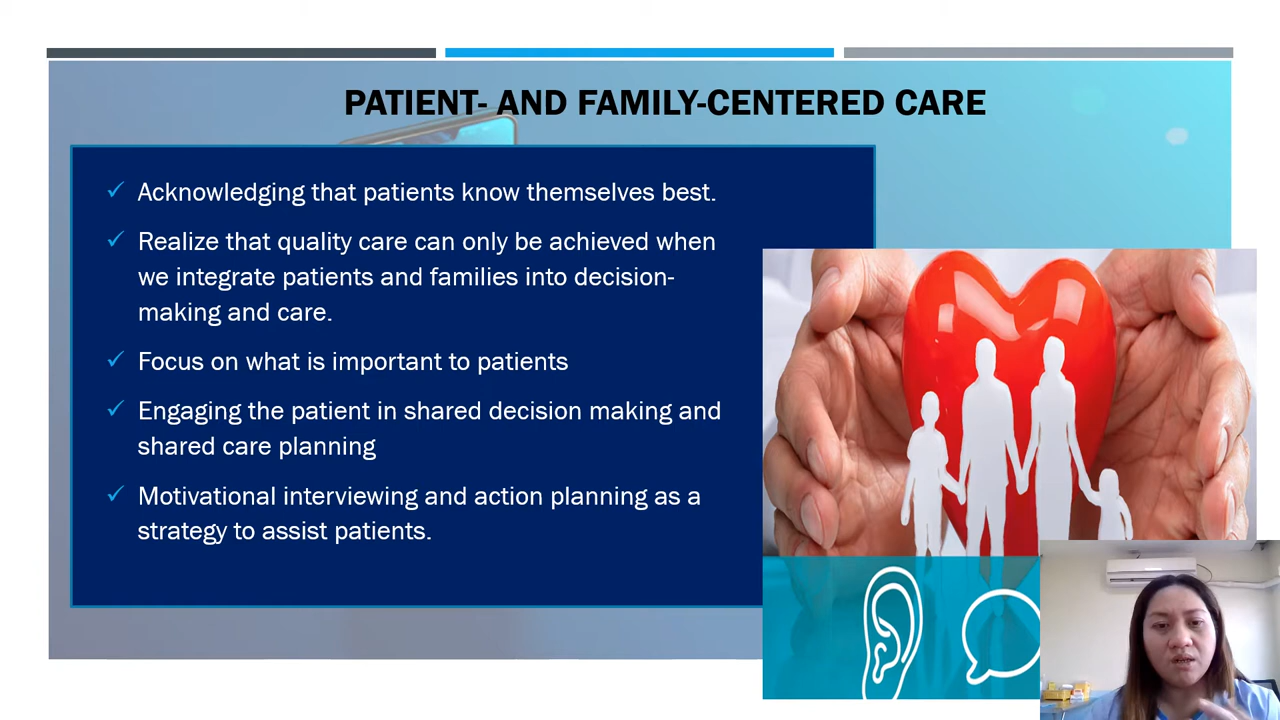 PATIENT- AND FAMILY-CENTERED CARE
Acknowledging that patients know themselves best.
Realize that quality care can only be achieved when
we integrate patients and families into decision-
making and care.
Focus on what is important to patients
Engaging the patient in shared decision making and
shared care planning
Motivational interviewing and action planning as a
strategy to assist patients.